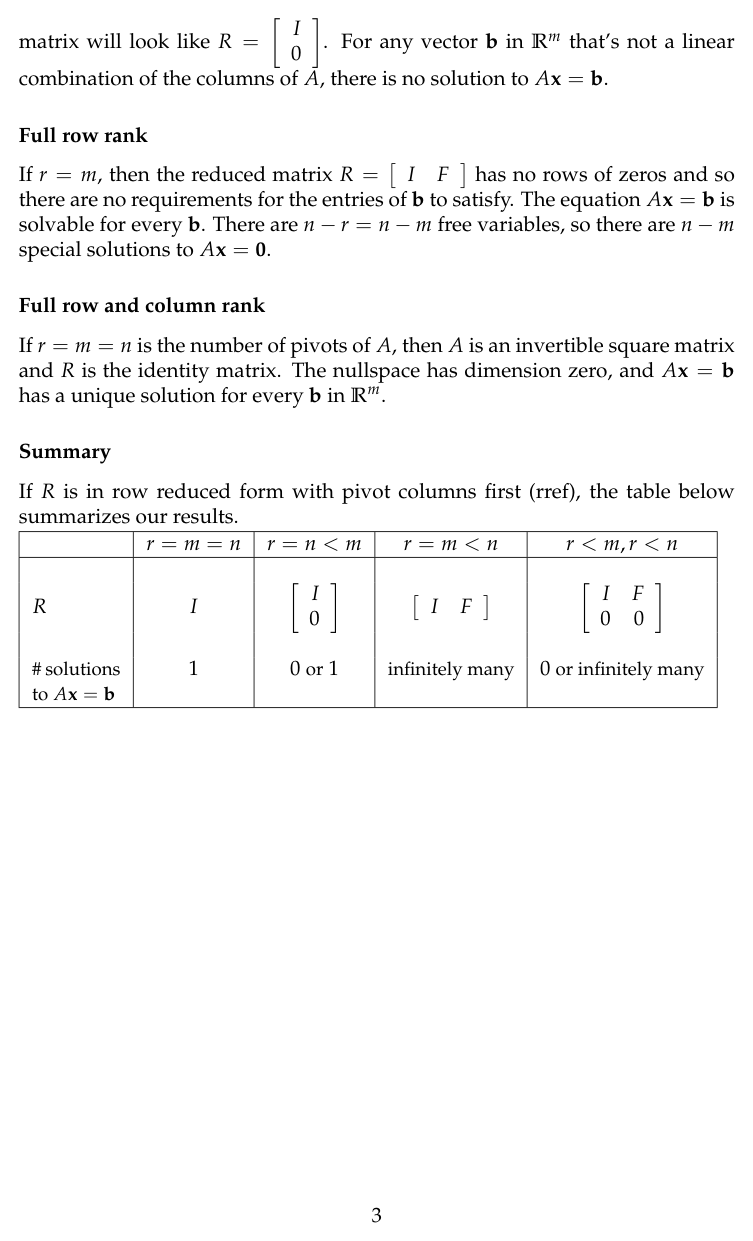 matrix will look like R = [ I 0 ]. For any vector b in ℝᵐ that's not a linear
combination of the columns of A, there is no solution to Ax = b.
Full row rank
If r = m, then the reduced matrix R = [ I F ] has no rows of zeros and so
there are no requirements for the entries of b to satisfy. The equation Ax = b is
solvable for every b. There are n − r = n − m free variables, so there are n − m
special solutions to Ax = 0.
Full row and column rank
If r = m = n is the number of pivots of A, then A is an invertible square matrix
and R is the identity matrix. The nullspace has dimension zero, and Ax = b
has a unique solution for every b in ℝᵐ.
Summary
If R is in row reduced form with pivot columns first (rref), the table below
summarizes our results.
r = m = n r = n < m r = m < n r < m, r < n
R I [ I 0 ] [ I F ] [ I F 0 0 ]
# solutions 1 0 or 1 infinitely many 0 or infinitely many
to Ax = b
3